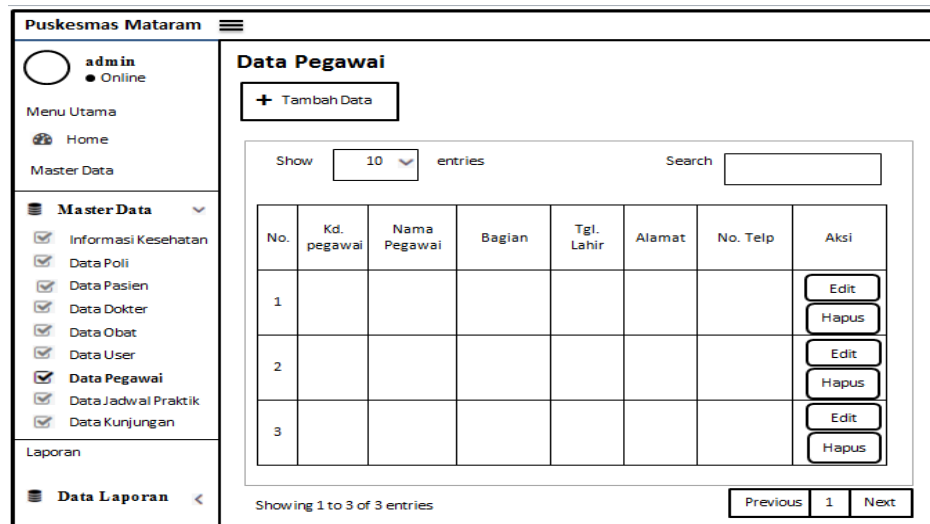 Puskesmas Mataram
admin
Online
Menu Utama
Home
Master Data
Master Data
Informasi Kesehatan
Data Poli
Data Pasien
Data Dokter
Data Obat
Data User
Data Pegawai
Data Jadwal Praktik
Data Kunjungan
Laporan
Data Laporan
Data Pegawai
+ Tambah Data
Show 10 entries Search
No. Kd. pegawai Nama Pegawai Bagian Tgl. Lahir Alamat No. Telp Aksi
1 Edit
Hapus
2 Edit
Hapus
3 Edit
Hapus
Showing 1 to 3 of 3 entries Previous 1 Next